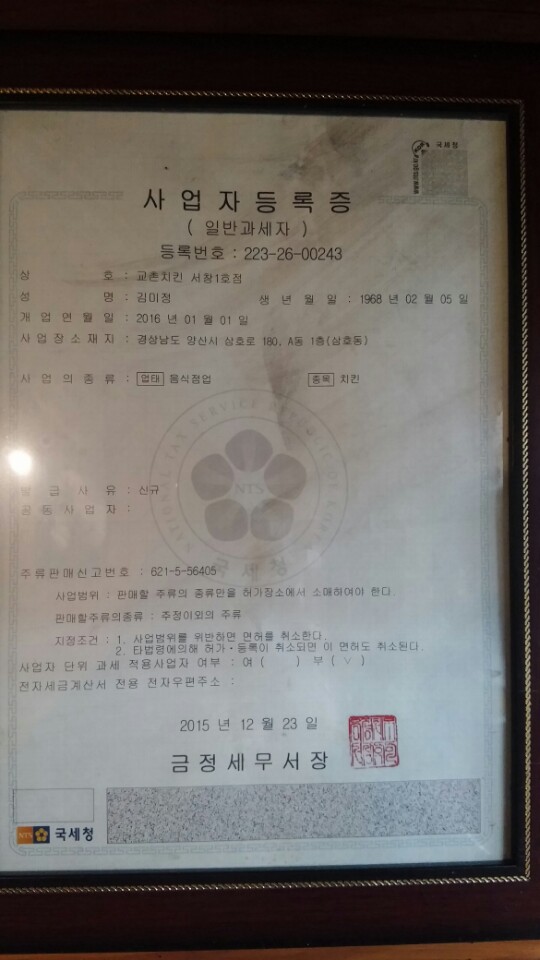 국세청
사업자등록증
( 일반과세자 )
등록번호 : 223-26-00243
상 호 : 교촌치킨 서창1호점
성 명 : 김미정 생 년 월 일 : 1968 년 02 월 05 일
개 업 연 월 일 : 2016 년 01 월 01 일
사 업 장 소 재 지 : 경상남도 양산시 삼호로 180, A동 1층(삼호동)
사 업 의 종 류 : 업태 음식점업 종목 치킨
NATIONAL TAX SERVICE REPUBLIC OF KOREA
NTS
국세청
발 급 사 유 : 신규
공 동 사 업 자 :
주류판매신고번호 : 621-5-56405
사업범위 : 판매할 주류의 종류만을 허가장소에서 소매하여야 한다.
판매할주류의종류 : 주정이외의 주류
지정조건 : 1. 사업범위를 위반하면 면허를 취소한다.
2. 타법령에의해 허가·등록이 취소되면 이 면허도 취소된다.
사업자 단위 과세 적용사업자 여부 : 여 ( ) 부 ( v )
전자세금계산서 전용 전자우편주소 :
2015 년 12 월 23 일
금정세무서장
NTS 국세청